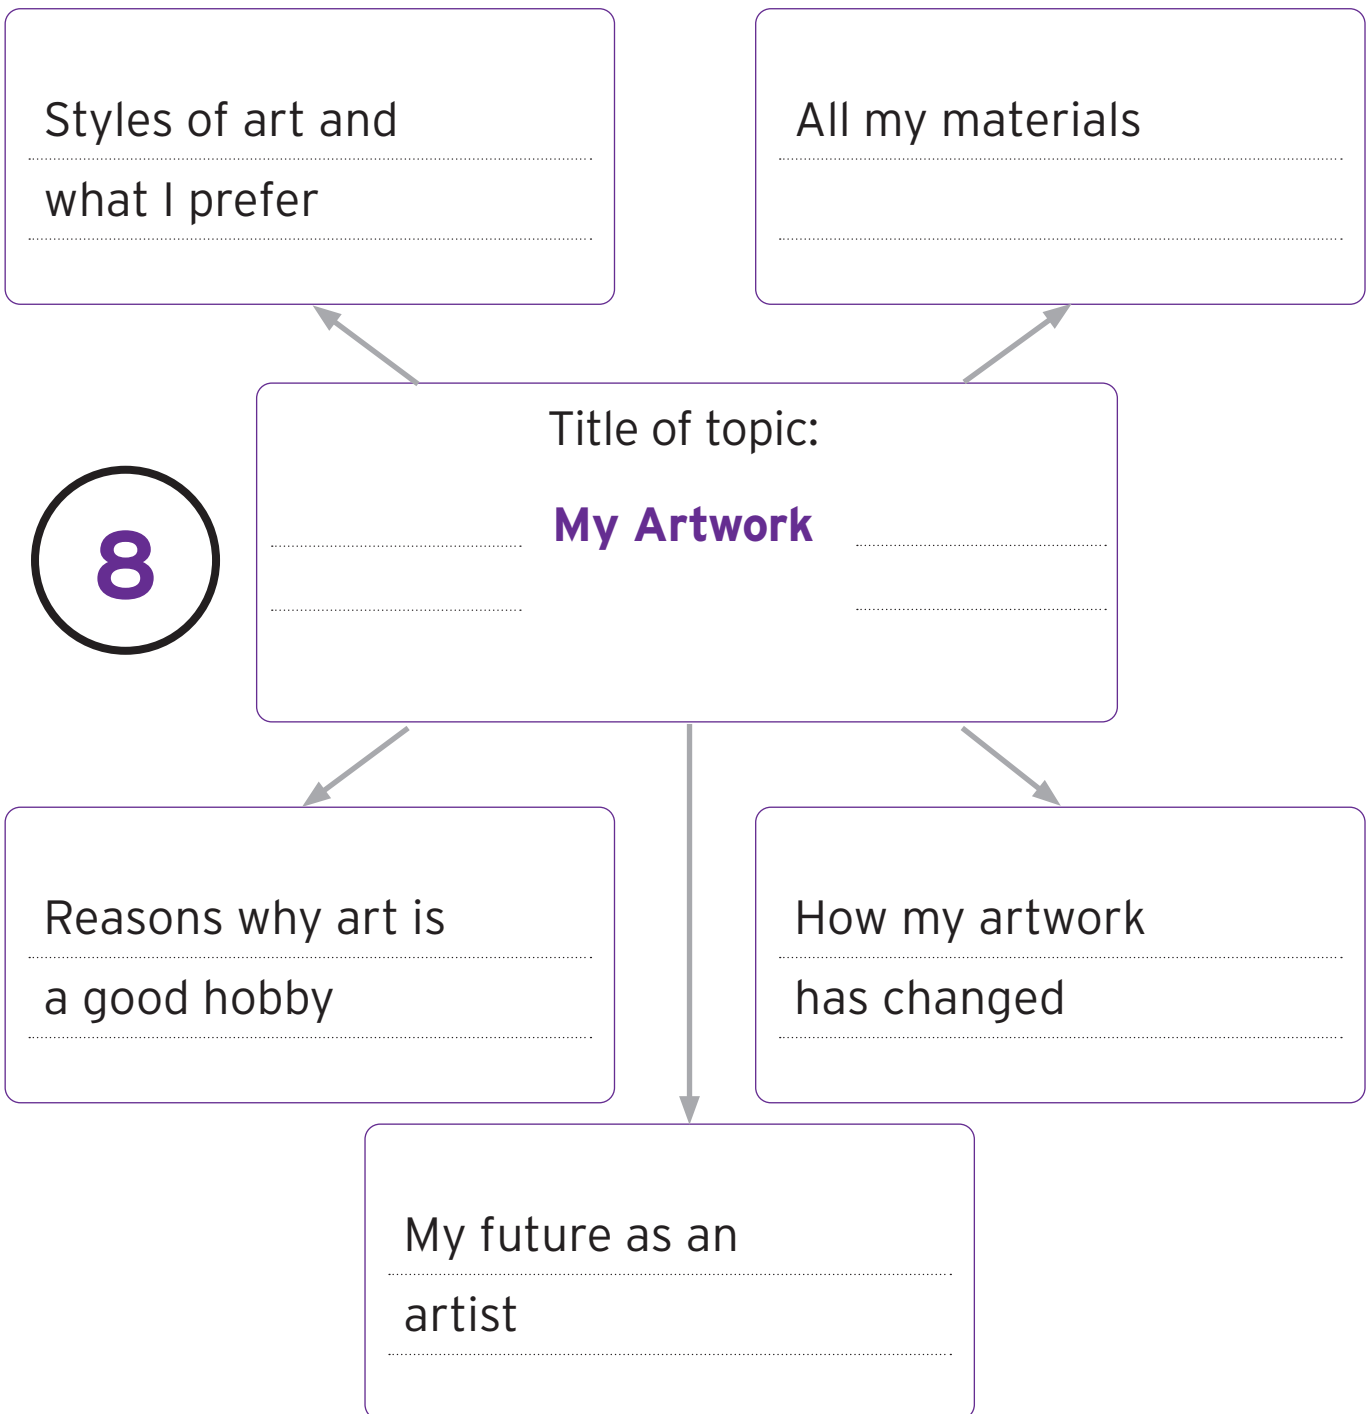 Styles of art and
what I prefer
All my materials
Title of topic:
My Artwork
8
Reasons why art is
a good hobby
How my artwork
has changed
My future as an
artist